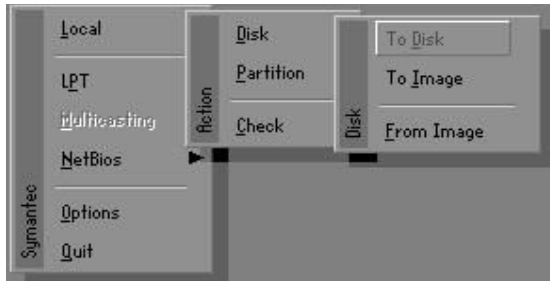 Local
LPT
Multicasting
NetBios
Options
Quit
Symantec
Disk
Partition
Check
Action
To Disk
To Image
From Image
Disk